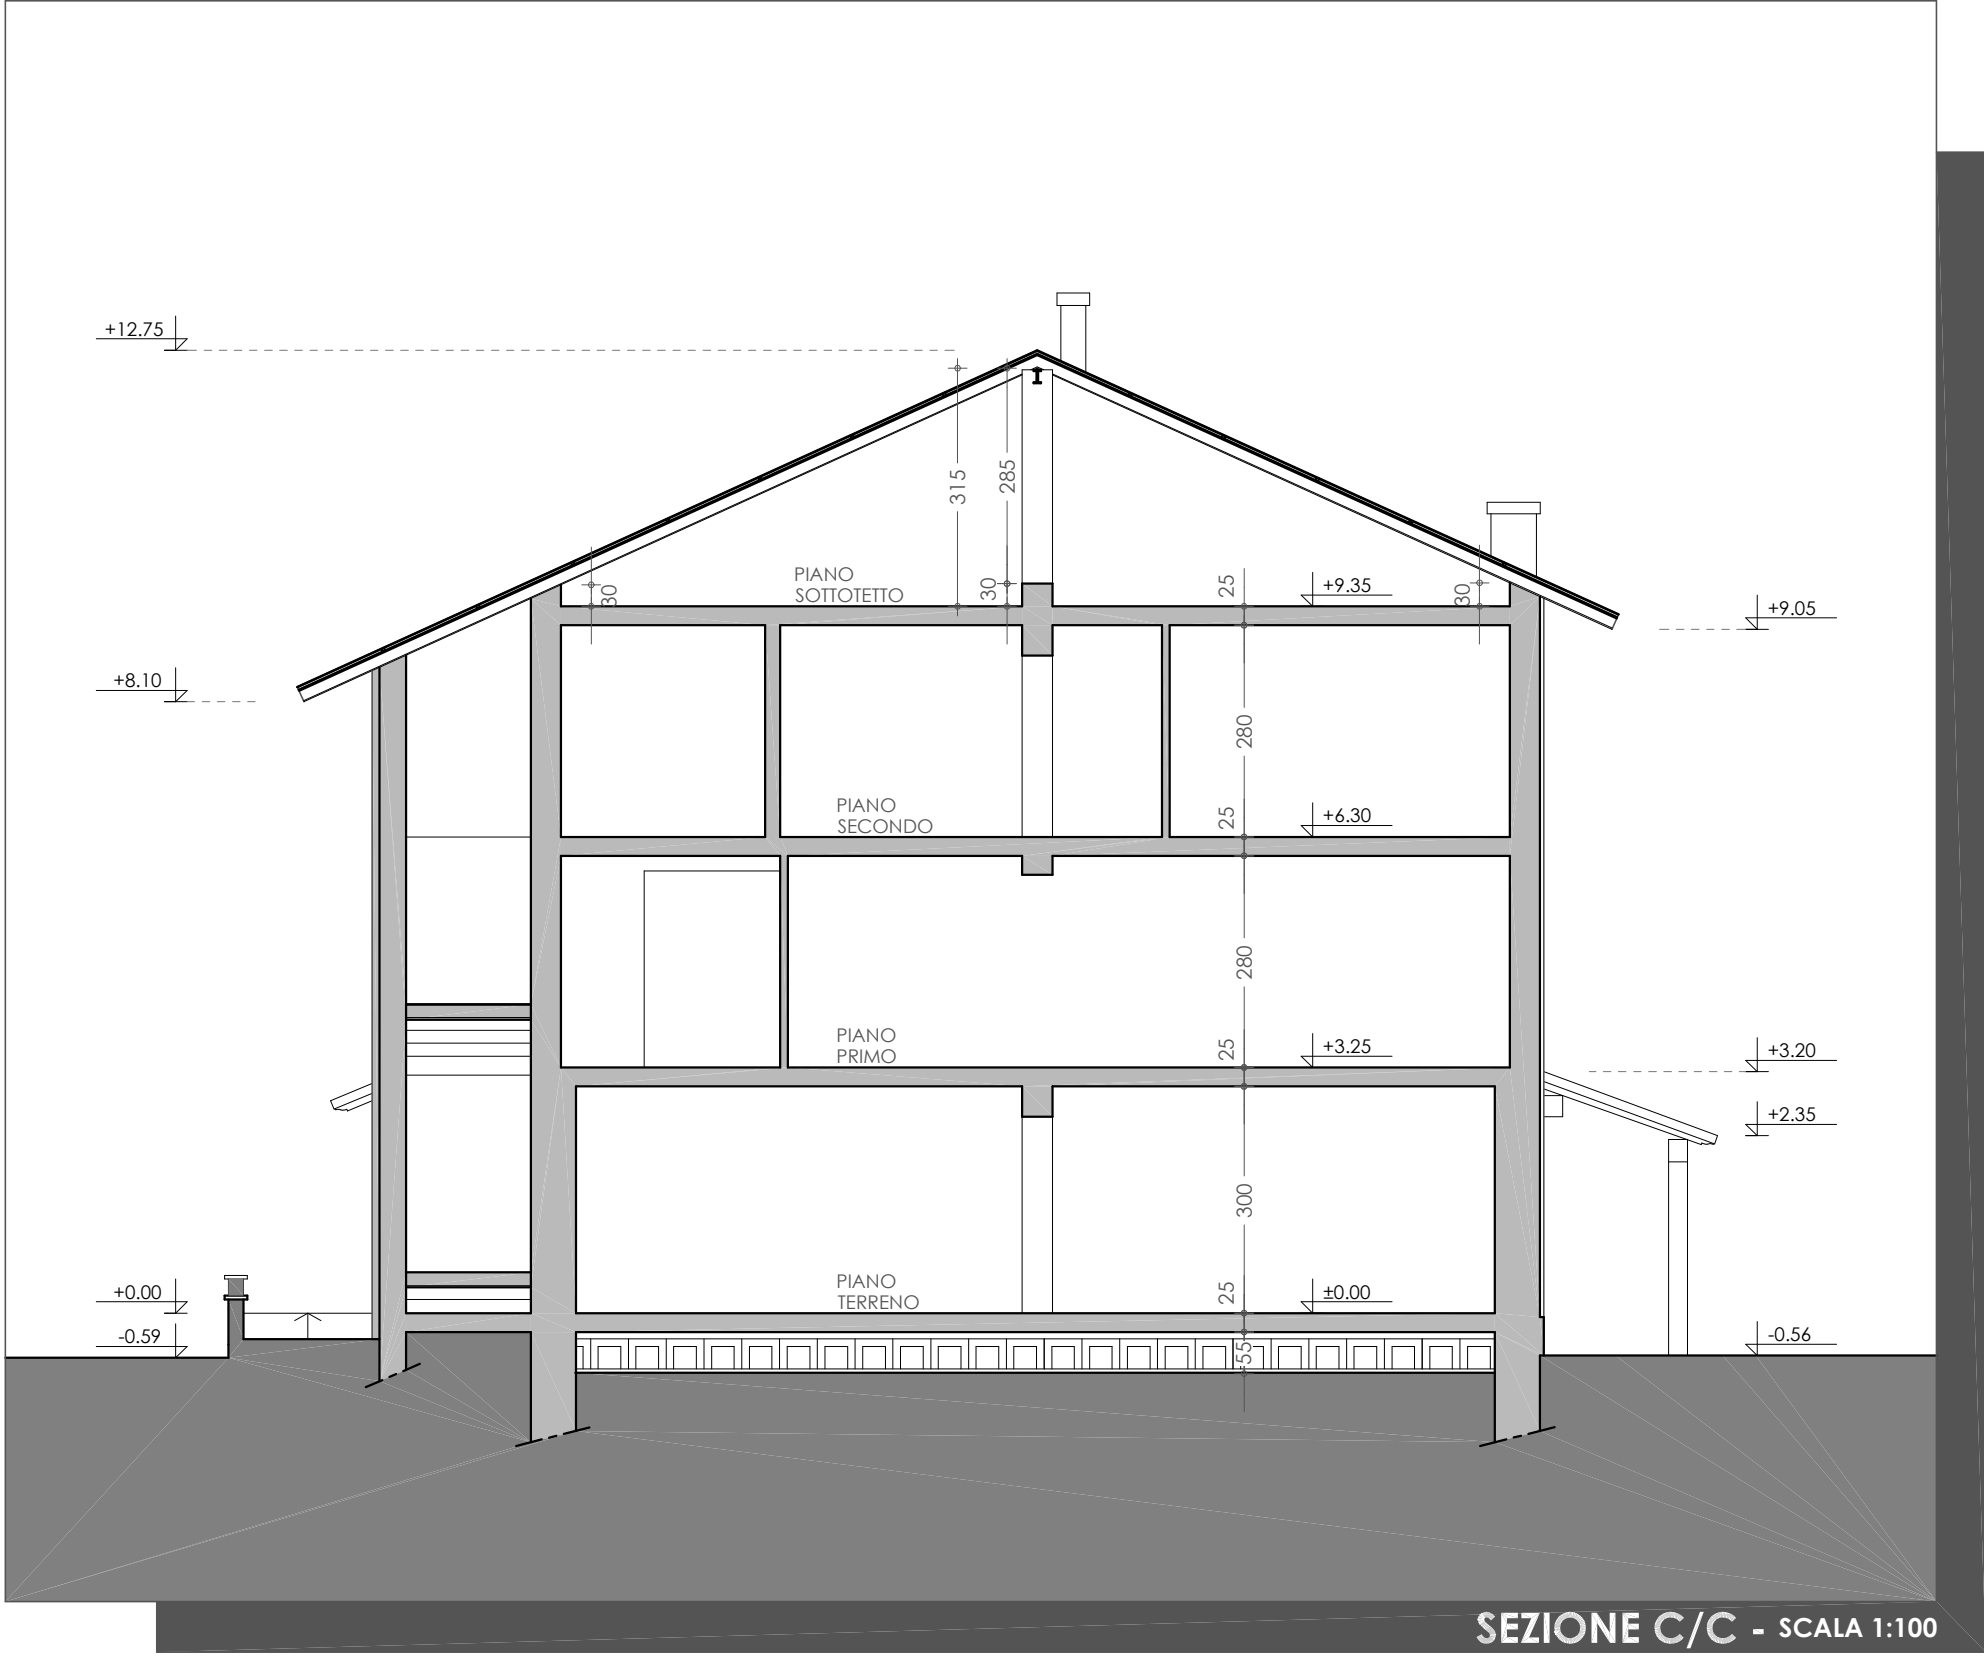 +12.75
315
285
PIANO
SOTTOTETTO
30
30
25
+9.35
30
+9.05
+8.10
280
PIANO
SECONDO
25
+6.30
280
PIANO
PRIMO
25
+3.25
+3.20
+2.35
300
PIANO
TERRENO
25
±0.00
+0.00
-0.59
55
-0.56
SEZIONE C/C - SCALA 1:100